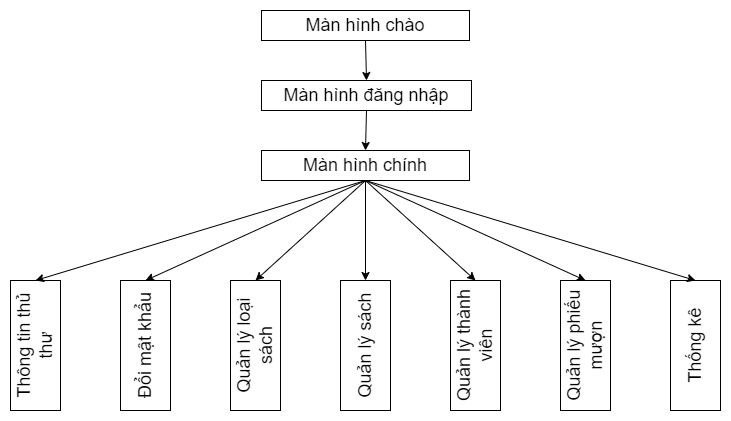 Màn hình chào
Màn hình đăng nhập
Màn hình chính
Thông tin thủ
thư
Đổi mật khẩu
Quản lý loại
sách
Quản lý sách
Quản lý thành
viên
Quản lý phiếu
mượn
Thống kê